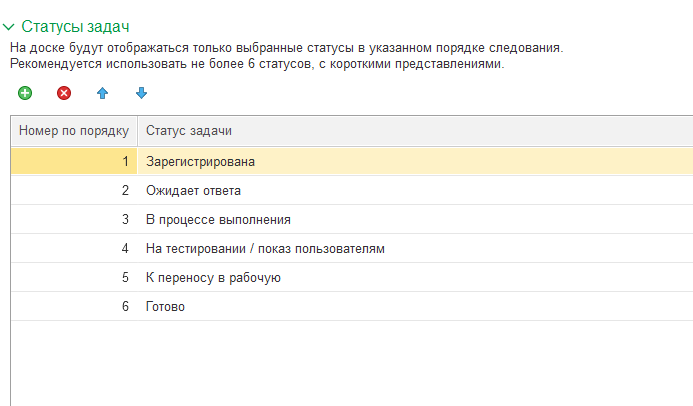 Статусы задач
На доске будут отображаться только выбранные статусы в указанном порядке следования.
Рекомендуется использовать не более 6 статусов, с короткими представлениями.
Номер по порядку Статус задачи
1 Зарегистрирована
2 Ожидает ответа
3 В процессе выполнения
4 На тестировании / показ пользователям
5 К переносу в рабочую
6 Готово